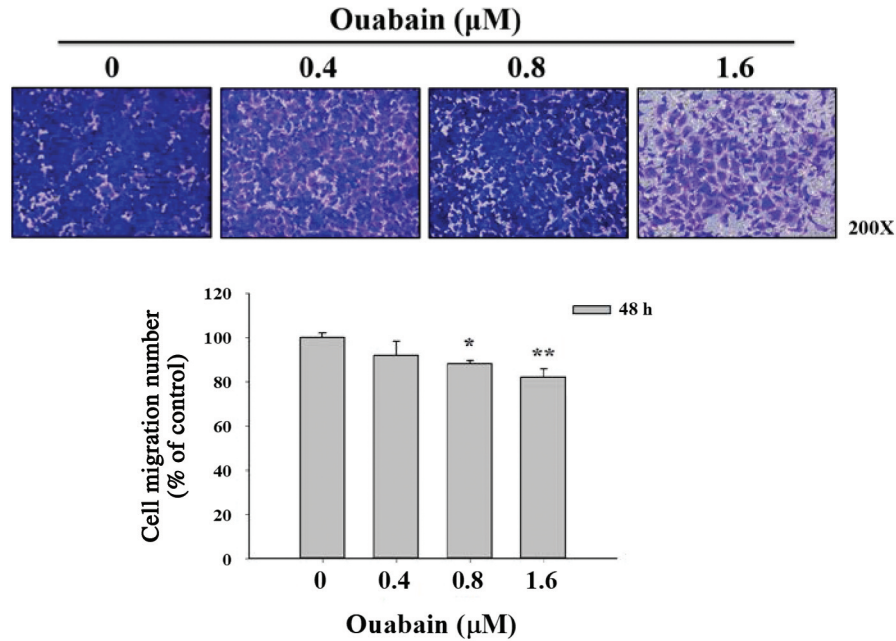 Ouabain (μM)
0 0.4 0.8 1.6
200X
120
100
80
60
40
20
0
Cell migration number
(% of control)
48 h
* **
0 0.4 0.8 1.6
Ouabain (μM)